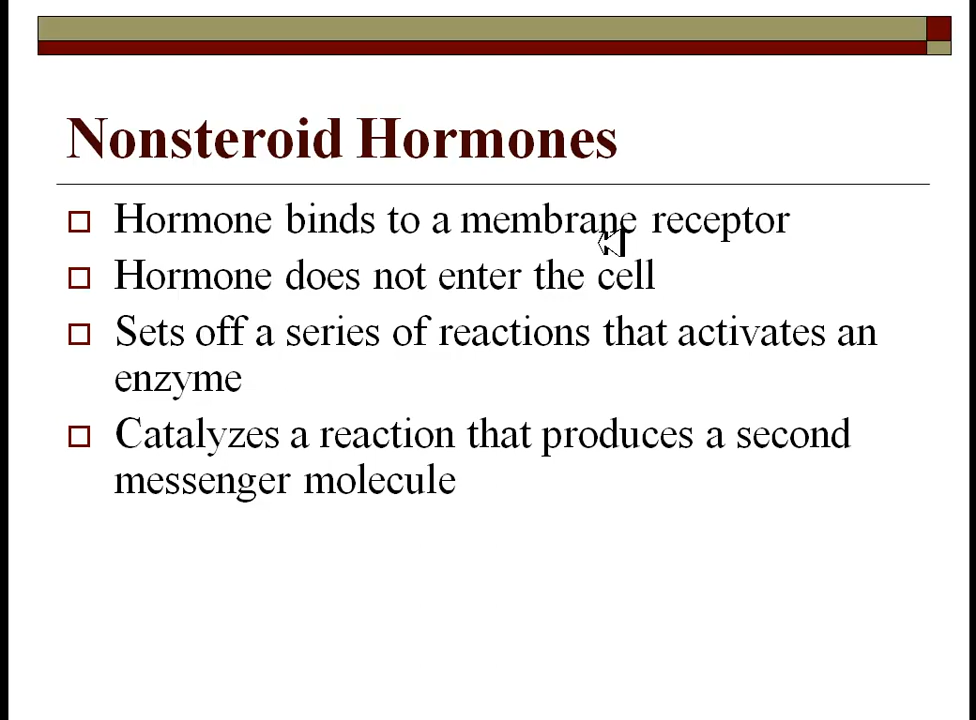 Nonsteroid Hormones
Hormone binds to a membrane receptor
Hormone does not enter the cell
Sets off a series of reactions that activates an
enzyme
Catalyzes a reaction that produces a second
messenger molecule